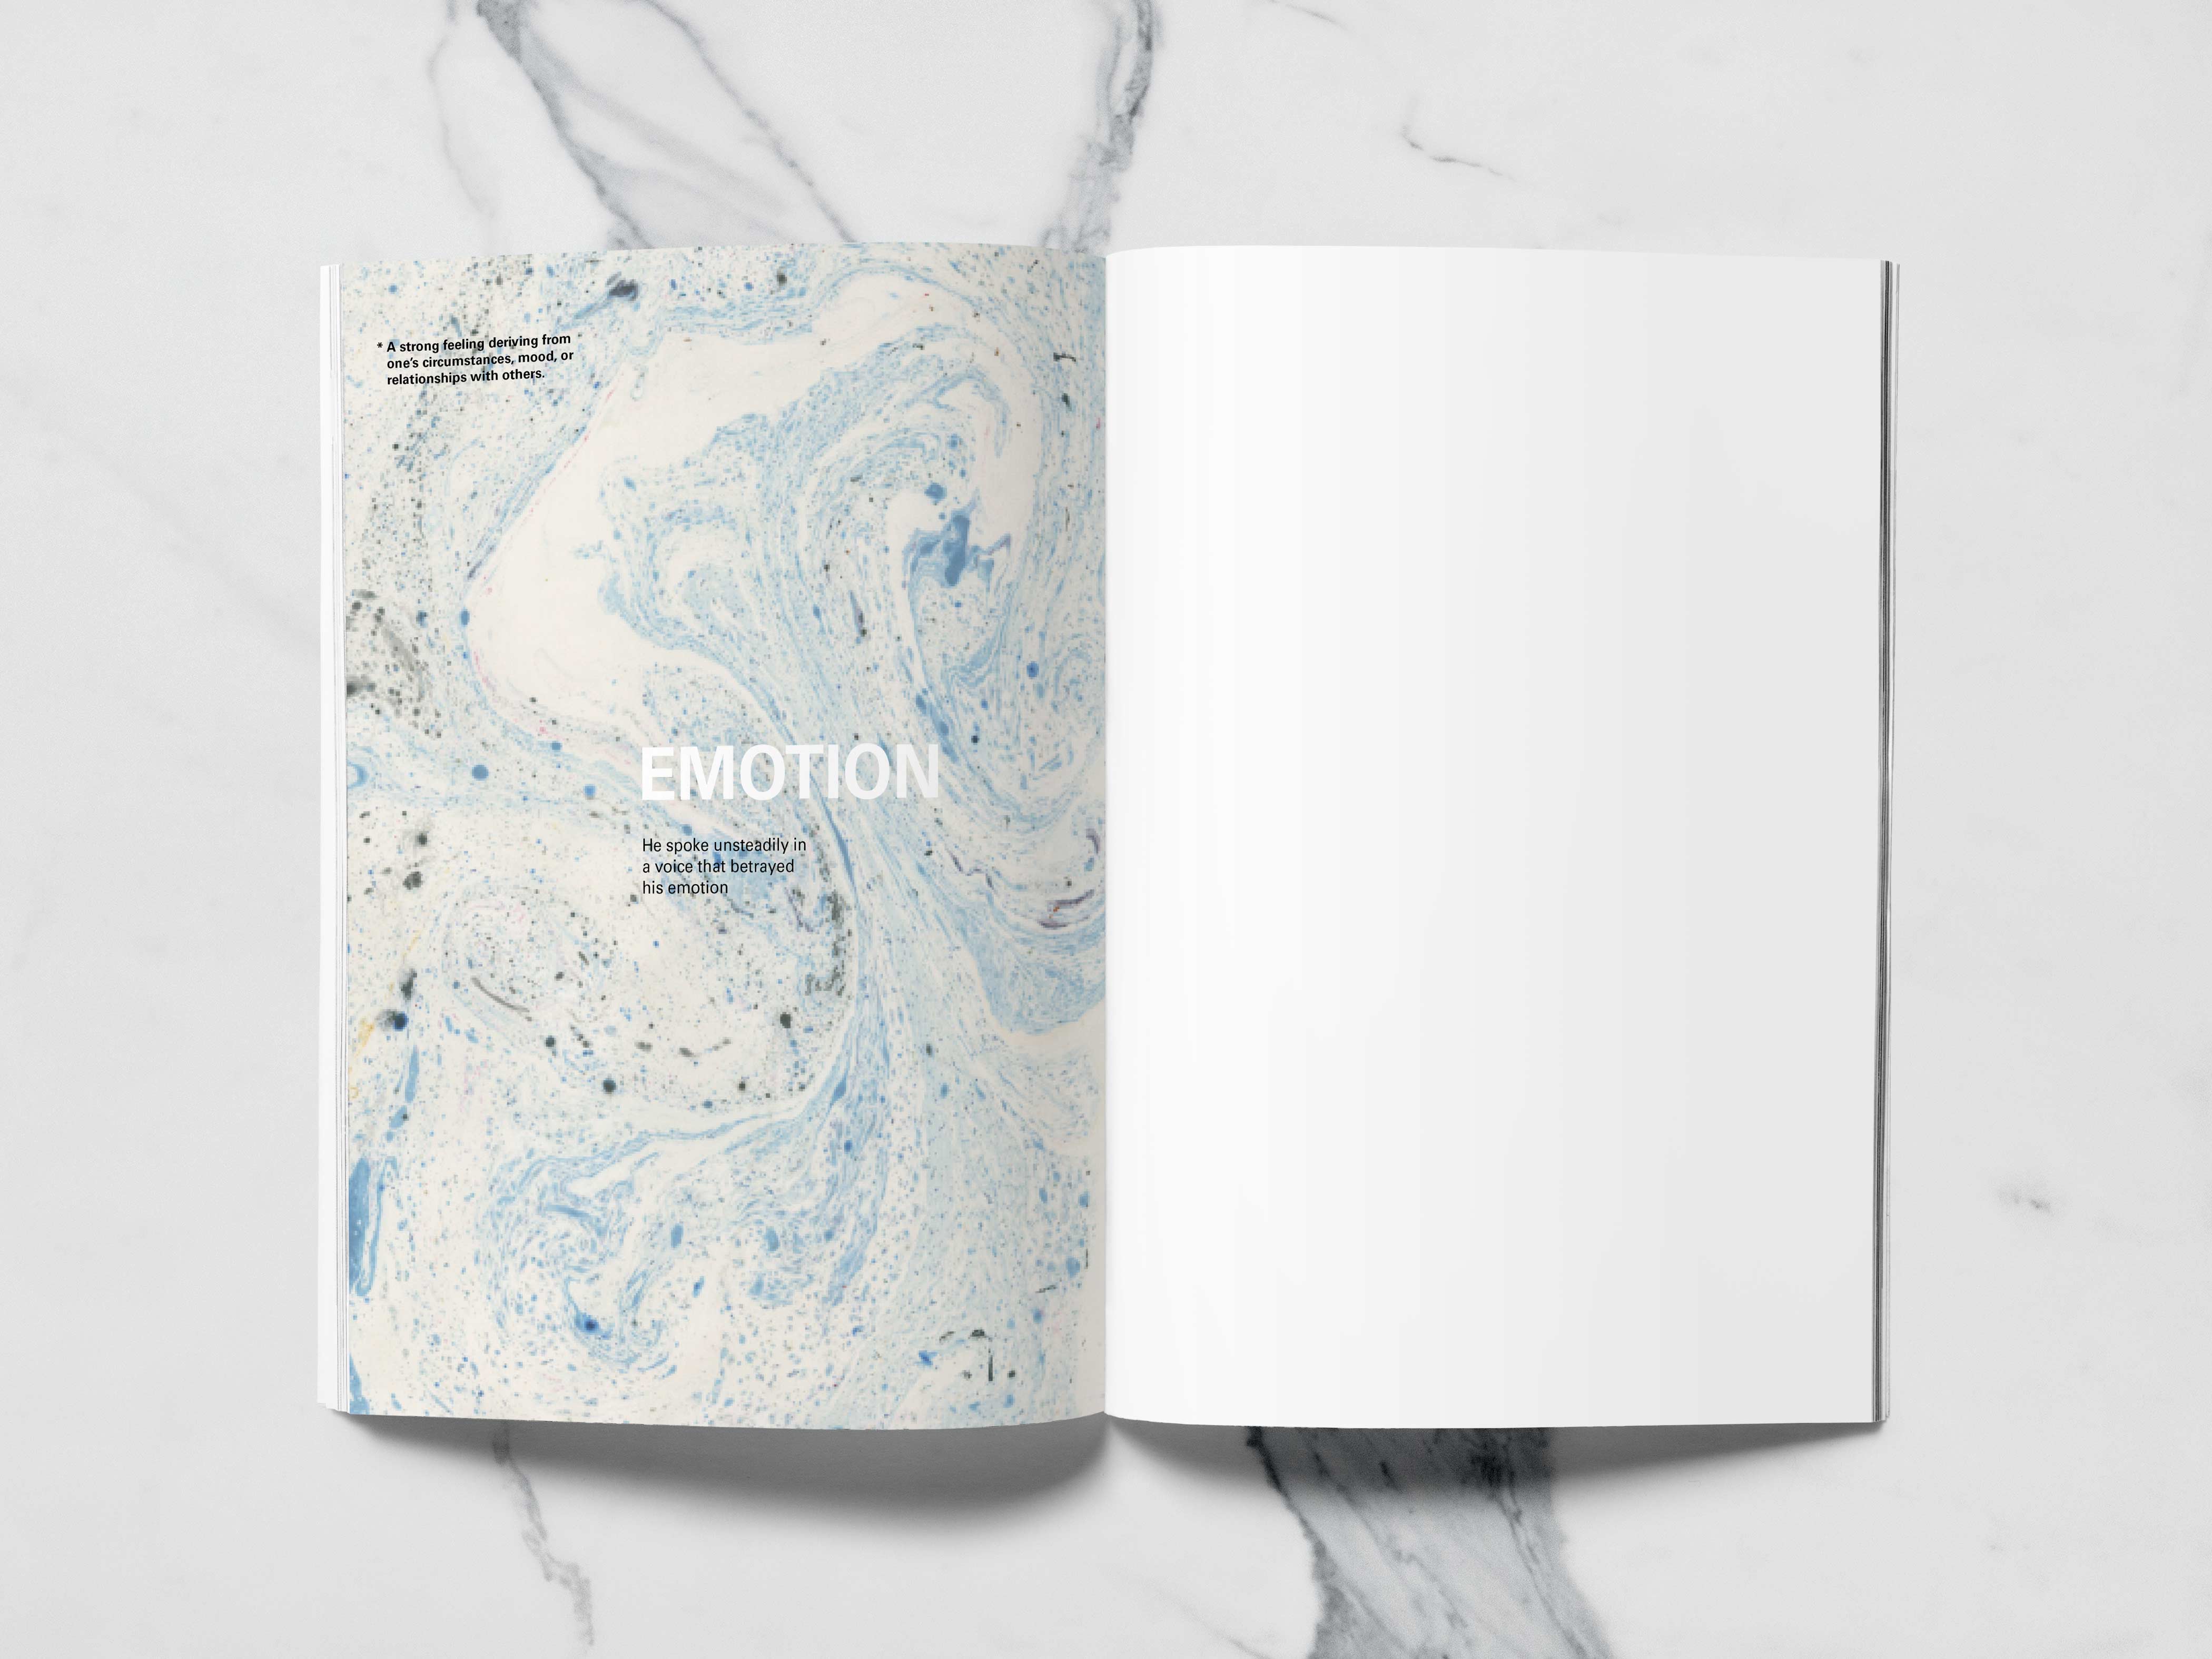 * A strong feeling deriving from
one's circumstances, mood, or
relationships with others.
EMOTION
He spoke unsteadily in
a voice that betrayed
his emotion